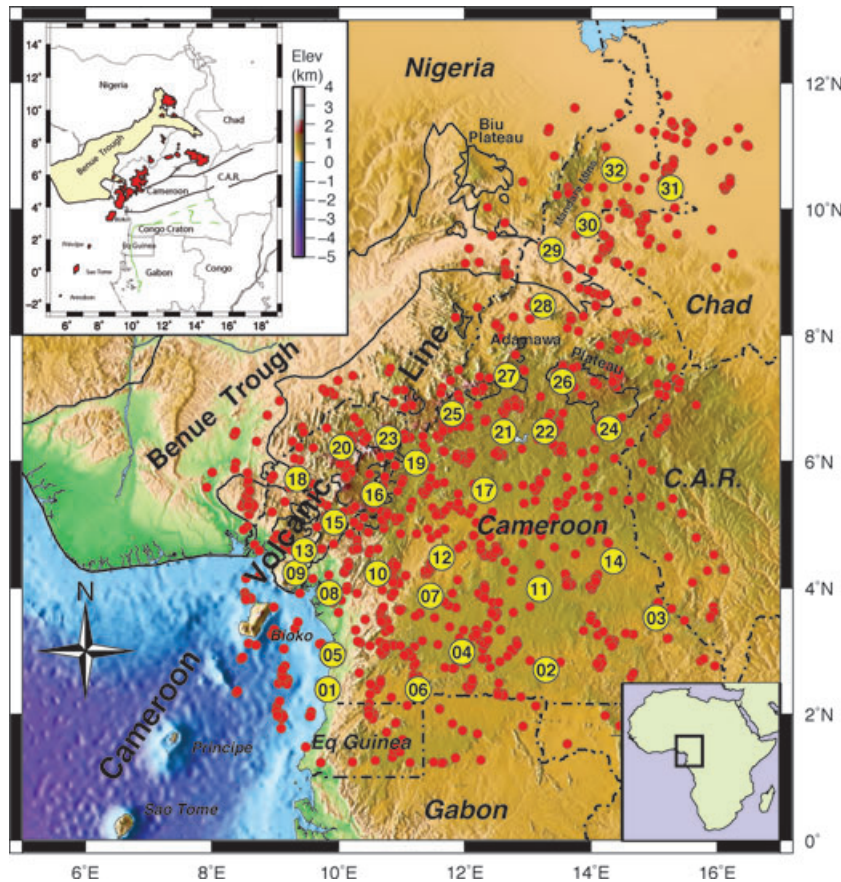 14°
12°
10°
8°
6°
4°
2°
0°
−2°
6°
8°
10°
12°
14°
16°
18°
Nigeria
Chad
Benue Trough
C.A.R.
Cameroon
Congo Craton
Principe
Eq Guinea
Sao Tome
Gabon
Congo
Annobon
Elev
(km)
4
3
2
1
0
−1
−2
−3
−4
−5
Nigeria
Biu
Plateau
Mandara Mtns.
32
31
30
29
28
Chad
Adamawa
Plateau
27
26
25
24
23
22
21
20
19
18
17
16
15
14
13
12
11
10
09
08
07
06
05
04
03
02
01
Benue Trough
Cameroon
Volcanic
Line
C.A.R.
Cameroon
N
Bioko
Principe
Sao Tome
Eq Guinea
Gabon
12°N
10°N
8°N
6°N
4°N
2°N
0°
6°E
8°E
10°E
12°E
14°E
16°E